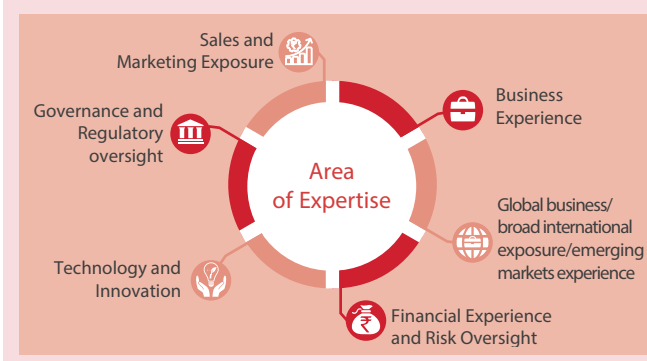 Sales and
Marketing Exposure
Business
Experience
Governance and
Regulatory
oversight
Area
of Expertise
Global business/
broad international
exposure/emerging
markets experience
Technology and
Innovation
₹
Financial Experience
and Risk Oversight